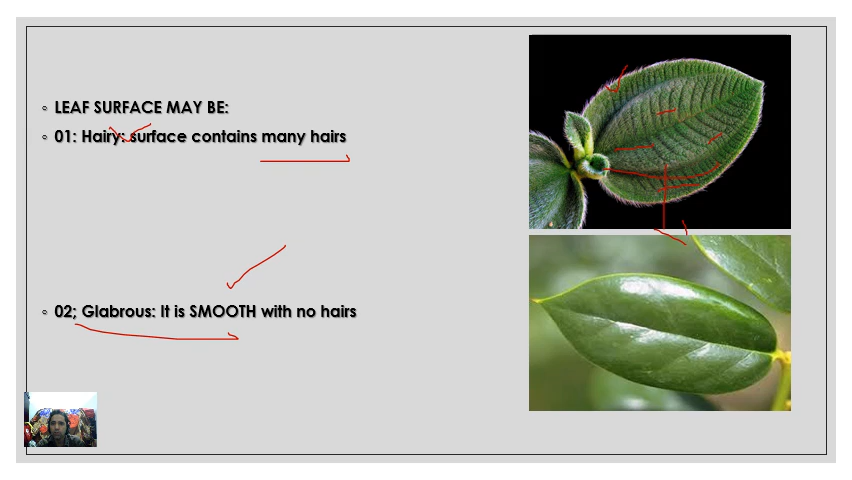 LEAF SURFACE MAY BE:
01: Hairy: surface contains many hairs
02; Glabrous: It is SMOOTH with no hairs